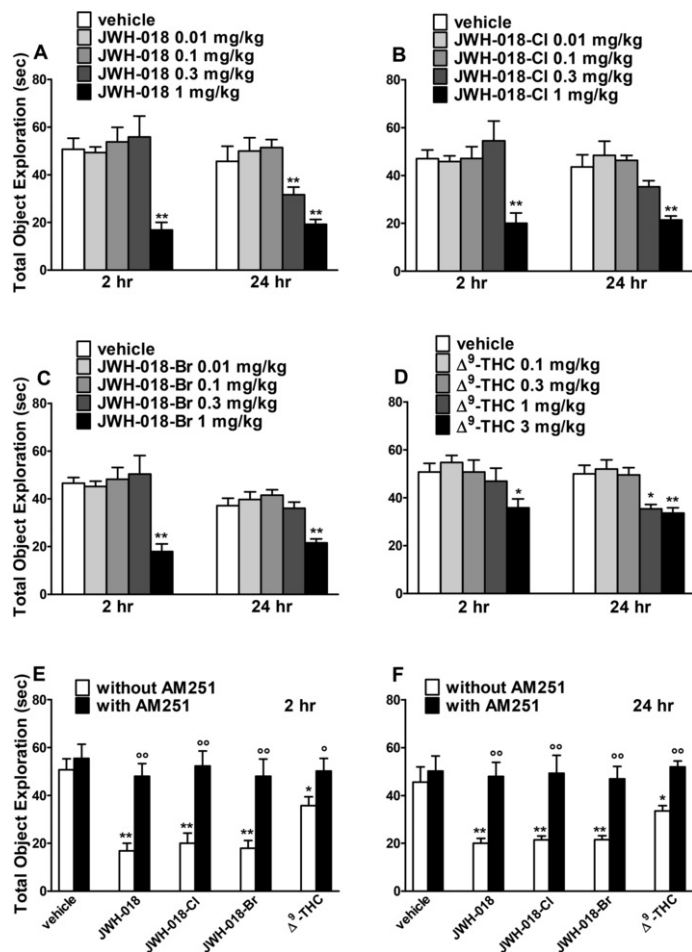 A
vehicle
JWH-018 0.01 mg/kg
JWH-018 0.1 mg/kg
JWH-018 0.3 mg/kg
JWH-018 1 mg/kg
Total Object Exploration (sec)
80
60
40
20
0
**
**
**
2 hr
24 hr
B
vehicle
JWH-018-Cl 0.01 mg/kg
JWH-018-Cl 0.1 mg/kg
JWH-018-Cl 0.3 mg/kg
JWH-018-Cl 1 mg/kg
80
60
40
20
0
**
**
2 hr
24 hr
C
vehicle
JWH-018-Br 0.01 mg/kg
JWH-018-Br 0.1 mg/kg
JWH-018-Br 0.3 mg/kg
JWH-018-Br 1 mg/kg
Total Object Exploration (sec)
80
60
40
20
0
**
**
2 hr
24 hr
D
vehicle
Δ⁹-THC 0.1 mg/kg
Δ⁹-THC 0.3 mg/kg
Δ⁹-THC 1 mg/kg
Δ⁹-THC 3 mg/kg
80
60
40
20
0
*
*
**
2 hr
24 hr
E
without AM251
with AM251
2 hr
Total Object Exploration (sec)
80
60
40
20
0
°°
°°
°°
°
**
**
**
*
vehicle
JWH-018
JWH-018-Cl
JWH-018-Br
Δ⁹-THC
F
without AM251
with AM251
24 hr
80
60
40
20
0
°°
°°
°°
°°
**
**
**
*
vehicle
JWH-018
JWH-018-Cl
JWH-018-Br
Δ⁹-THC